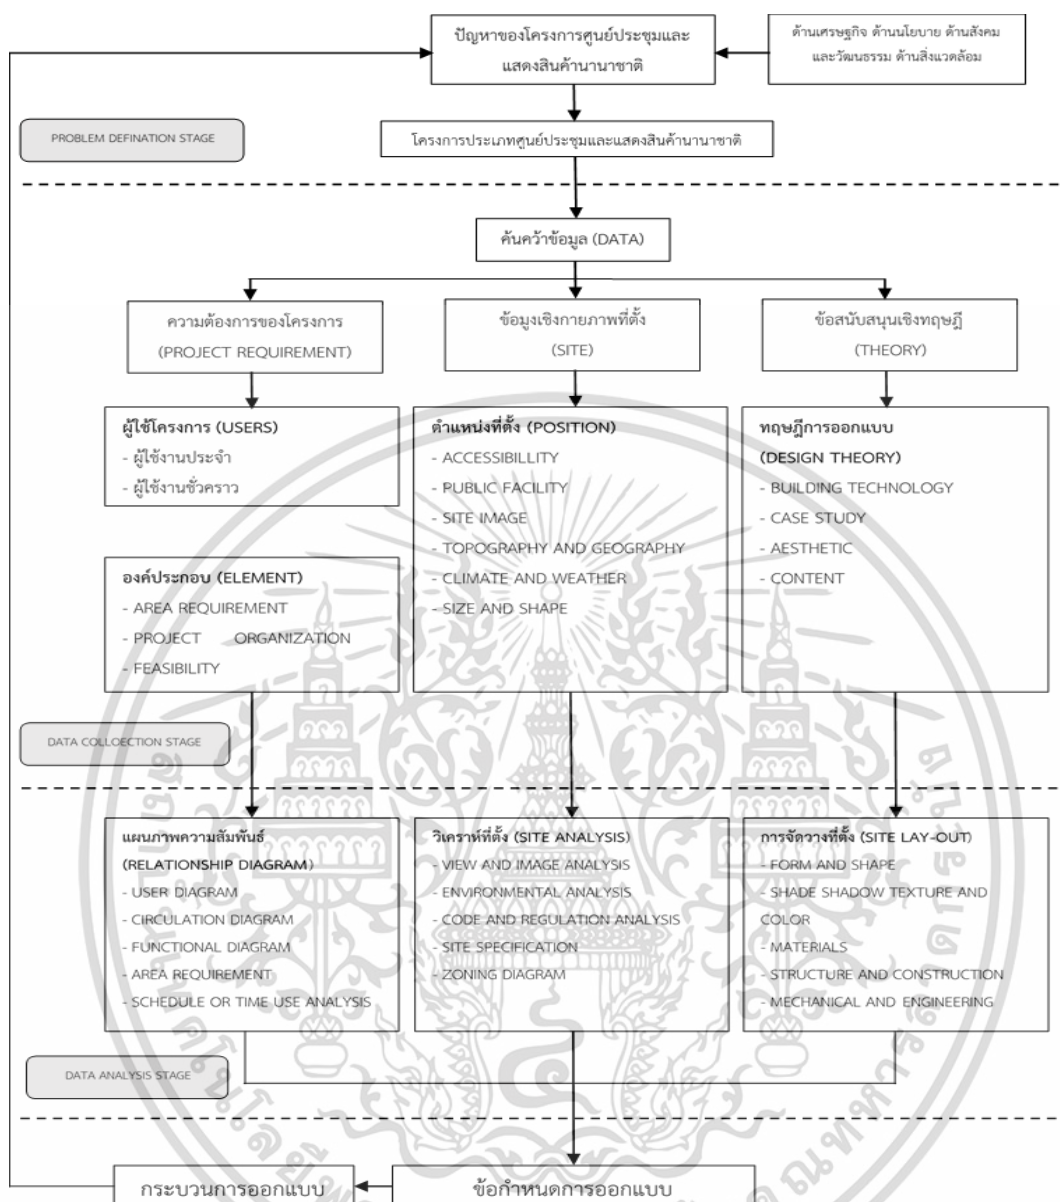 ปัญหาของโครงการศูนย์ประชุมและ
แสดงสินค้านานาชาติ
ด้านเศรษฐกิจ ด้านนโยบาย ด้านสังคม
และวัฒนธรรม ด้านสิ่งแวดล้อม
PROBLEM DEFINATION STAGE
โครงการประเภทศูนย์ประชุมและแสดงสินค้านานาชาติ
ค้นคว้าข้อมูล (DATA)
ความต้องการของโครงการ
(PROJECT REQUIREMENT)
ข้อมูงเชิงกายภาพที่ตั้ง
(SITE)
ข้อสนับสนุนเชิงทฤษฎี
(THEORY)
ผู้ใช้โครงการ (USERS)
- ผู้ใช้งานประจำ
- ผู้ใช้งานชั่วคราว
องค์ประกอบ (ELEMENT)
- AREA REQUIREMENT
- PROJECT ORGANIZATION
- FEASIBILITY
ตำแหน่งที่ตั้ง (POSITION)
- ACCESSIBILLITY
- PUBLIC FACILITY
- SITE IMAGE
- TOPOGRAPHY AND GEOGRAPHY
- CLIMATE AND WEATHER
- SIZE AND SHAPE
ทฤษฎีการออกแบบ
(DESIGN THEORY)
- BUILDING TECHNOLOGY
- CASE STUDY
- AESTHETIC
- CONTENT
DATA COLLOECTION STAGE
แผนภาพความสัมพันธ์
(RELATIONSHIP DIAGRAM)
- USER DIAGRAM
- CIRCULATION DIAGRAM
- FUNCTIONAL DIAGRAM
- AREA REQUIREMENT
- SCHEDULE OR TIME USE ANALYSIS
วิเคราห์ที่ตั้ง (SITE ANALYSIS)
- VIEW AND IMAGE ANALYSIS
- ENVIRONMENTAL ANALYSIS
- CODE AND REGULATION ANALYSIS
- SITE SPECIFICATION
- ZONING DIAGRAM
การจัดวางที่ตั้ง (SITE LAY-OUT)
- FORM AND SHAPE
- SHADE SHADOW TEXTURE AND
COLOR
- MATERIALS
- STRUCTURE AND CONSTRUCTION
- MECHANICAL AND ENGINEERING
DATA ANALYSIS STAGE
กระบวนการออกแบบ
ข้อกำหนดการออกแบบ